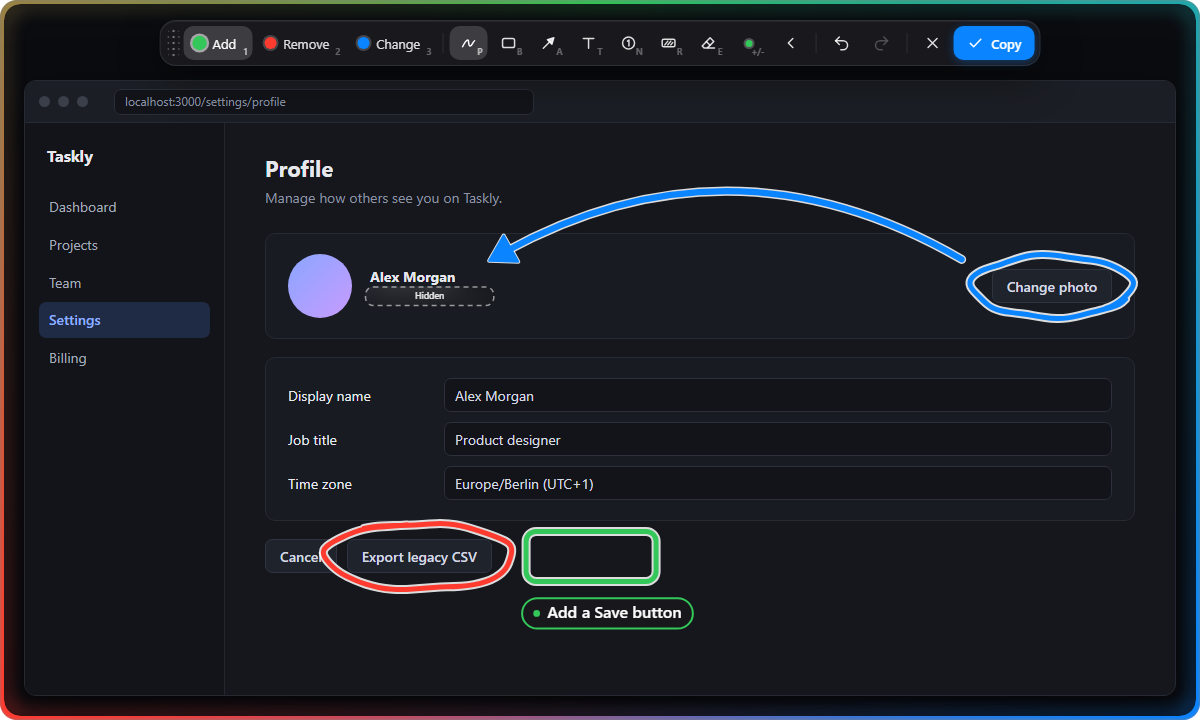 Add 1
Remove 2
Change 3
P
B
A
T
1 N
R
E
+/-
Copy
localhost:3000/settings/profile
Taskly
Dashboard
Projects
Team
Settings
Billing
Profile
Manage how others see you on Taskly.
Alex Morgan
Hidden
Change photo
Display name
Alex Morgan
Job title
Product designer
Time zone
Europe/Berlin (UTC+1)
Cancel
Export legacy CSV
Add a Save button